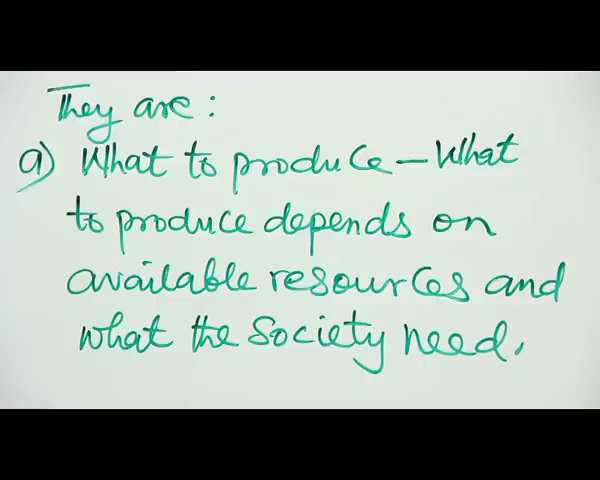 They are:
a) What to produce – What
to produce depends on
available resources and
what the society need.